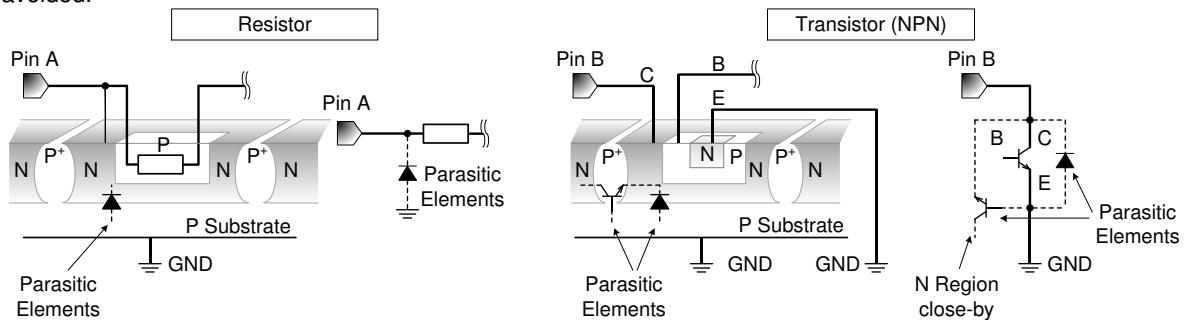 avoided.
Resistor
Transistor (NPN)
Pin A
Pin A
P
N
P+
N
N
P+
N
Parasitic
Elements
P Substrate
GND
Parasitic
Elements
Pin B
C
B
E
N
P+
N
N
P
N
P+
N
P Substrate
GND
GND
Parasitic
Elements
Pin B
B
C
E
Parasitic
Elements
GND
N Region
close-by